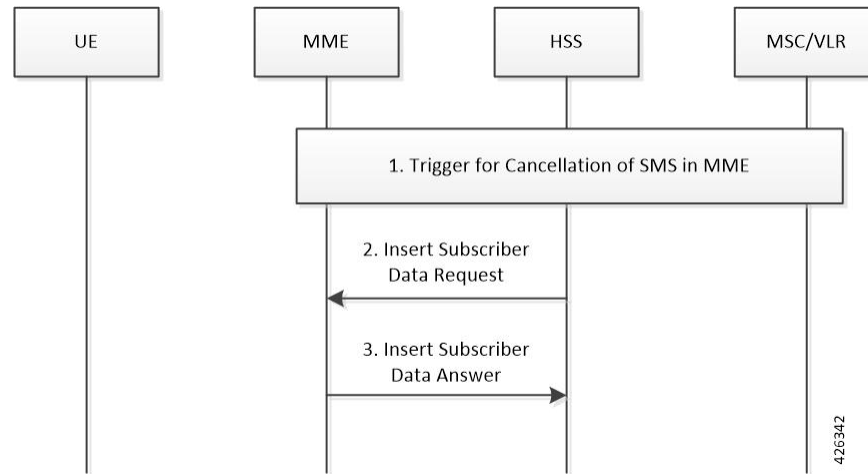 UE
MME
HSS
MSC/VLR
1. Trigger for Cancellation of SMS in MME
2. Insert Subscriber
Data Request
3. Insert Subscriber
Data Answer
426342